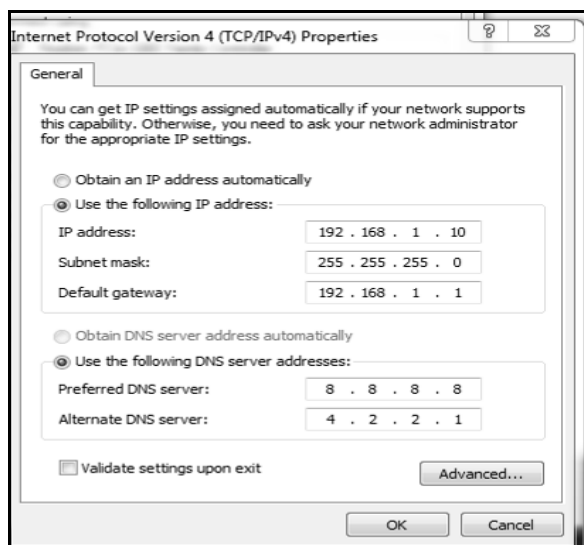 Internet Protocol Version 4 (TCP/IPv4) Properties
General
You can get IP settings assigned automatically if your network supports
this capability. Otherwise, you need to ask your network administrator
for the appropriate IP settings.
Obtain an IP address automatically
Use the following IP address:
IP address: 192 . 168 . 1 . 10
Subnet mask: 255 . 255 . 255 . 0
Default gateway: 192 . 168 . 1 . 1
Obtain DNS server address automatically
Use the following DNS server addresses:
Preferred DNS server: 8 . 8 . 8 . 8
Alternate DNS server: 4 . 2 . 2 . 1
Validate settings upon exit
Advanced...
OK Cancel